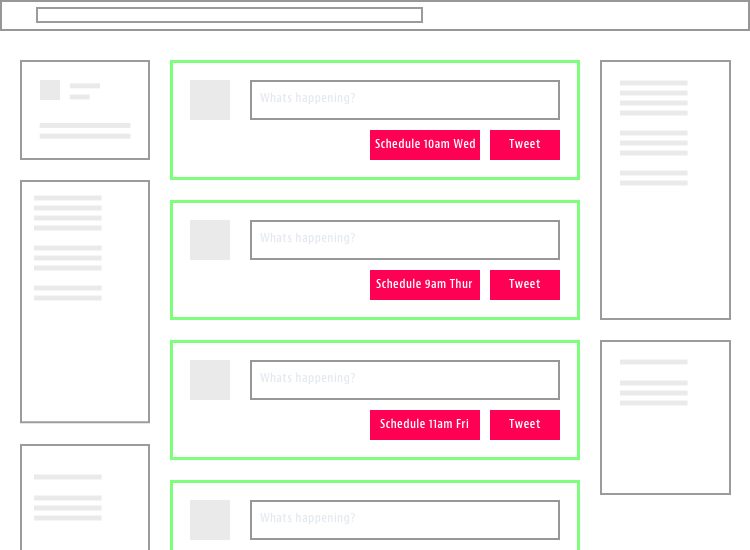 Whats happening?
Schedule 10am Wed
Tweet
Whats happening?
Schedule 9am Thur
Tweet
Whats happening?
Schedule 11am Fri
Tweet
Whats happening?